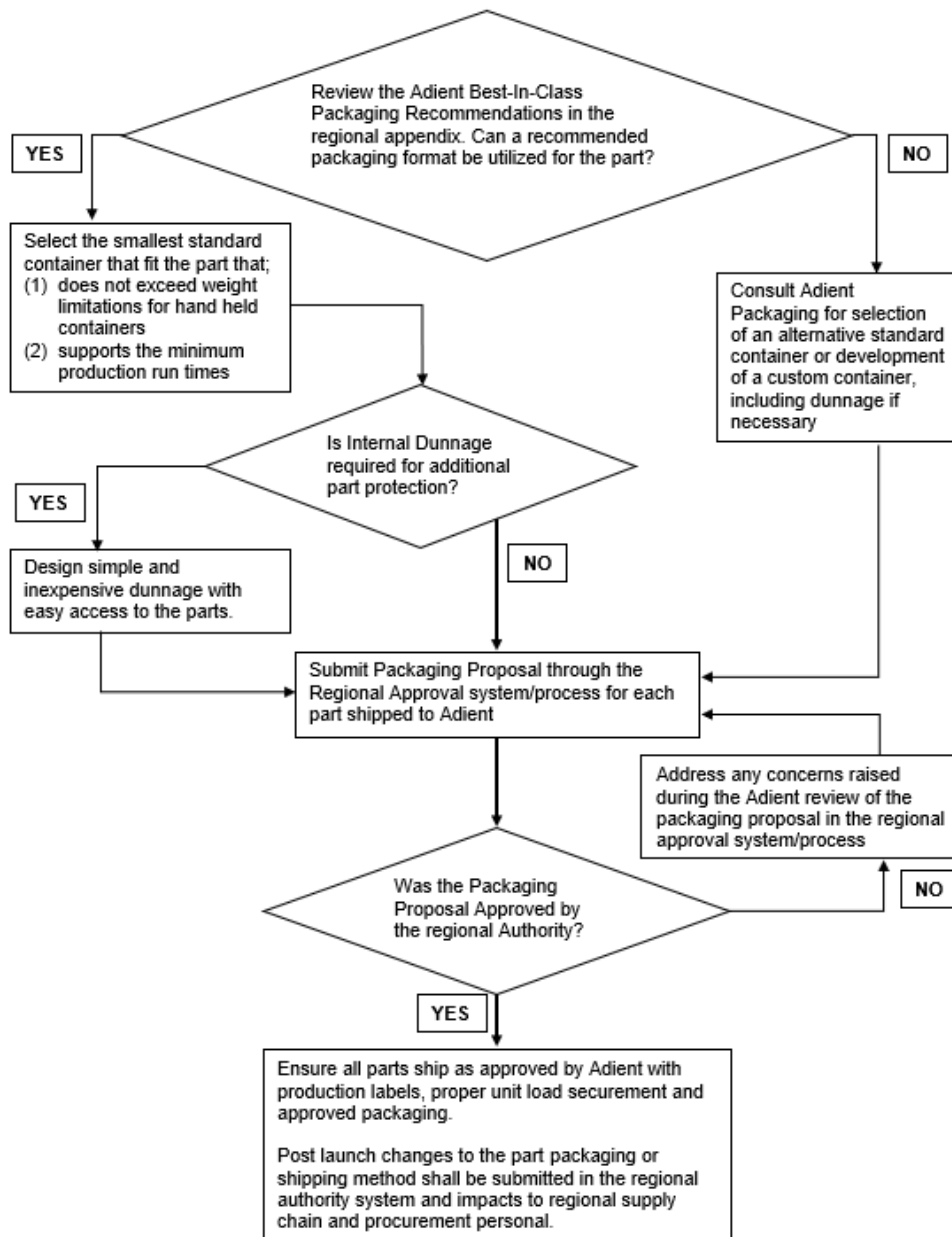 Review the Adient Best-In-Class
Packaging Recommendations in the
regional appendix. Can a recommended
packaging format be utilized for the part?
YES
NO
Select the smallest standard
container that fit the part that;
(1) does not exceed weight
limitations for hand held
containers
(2) supports the minimum
production run times
Consult Adient
Packaging for selection
of an alternative standard
container or development
of a custom container,
including dunnage if
necessary
Is Internal Dunnage
required for additional
part protection?
YES
NO
Design simple and
inexpensive dunnage with
easy access to the parts.
Submit Packaging Proposal through the
Regional Approval system/process for each
part shipped to Adient
Address any concerns raised
during the Adient review of the
packaging proposal in the regional
approval system/process
Was the Packaging
Proposal Approved by
the regional Authority?
NO
YES
Ensure all parts ship as approved by Adient with
production labels, proper unit load securement and
approved packaging.
Post launch changes to the part packaging or
shipping method shall be submitted in the regional
authority system and impacts to regional supply
chain and procurement personal.